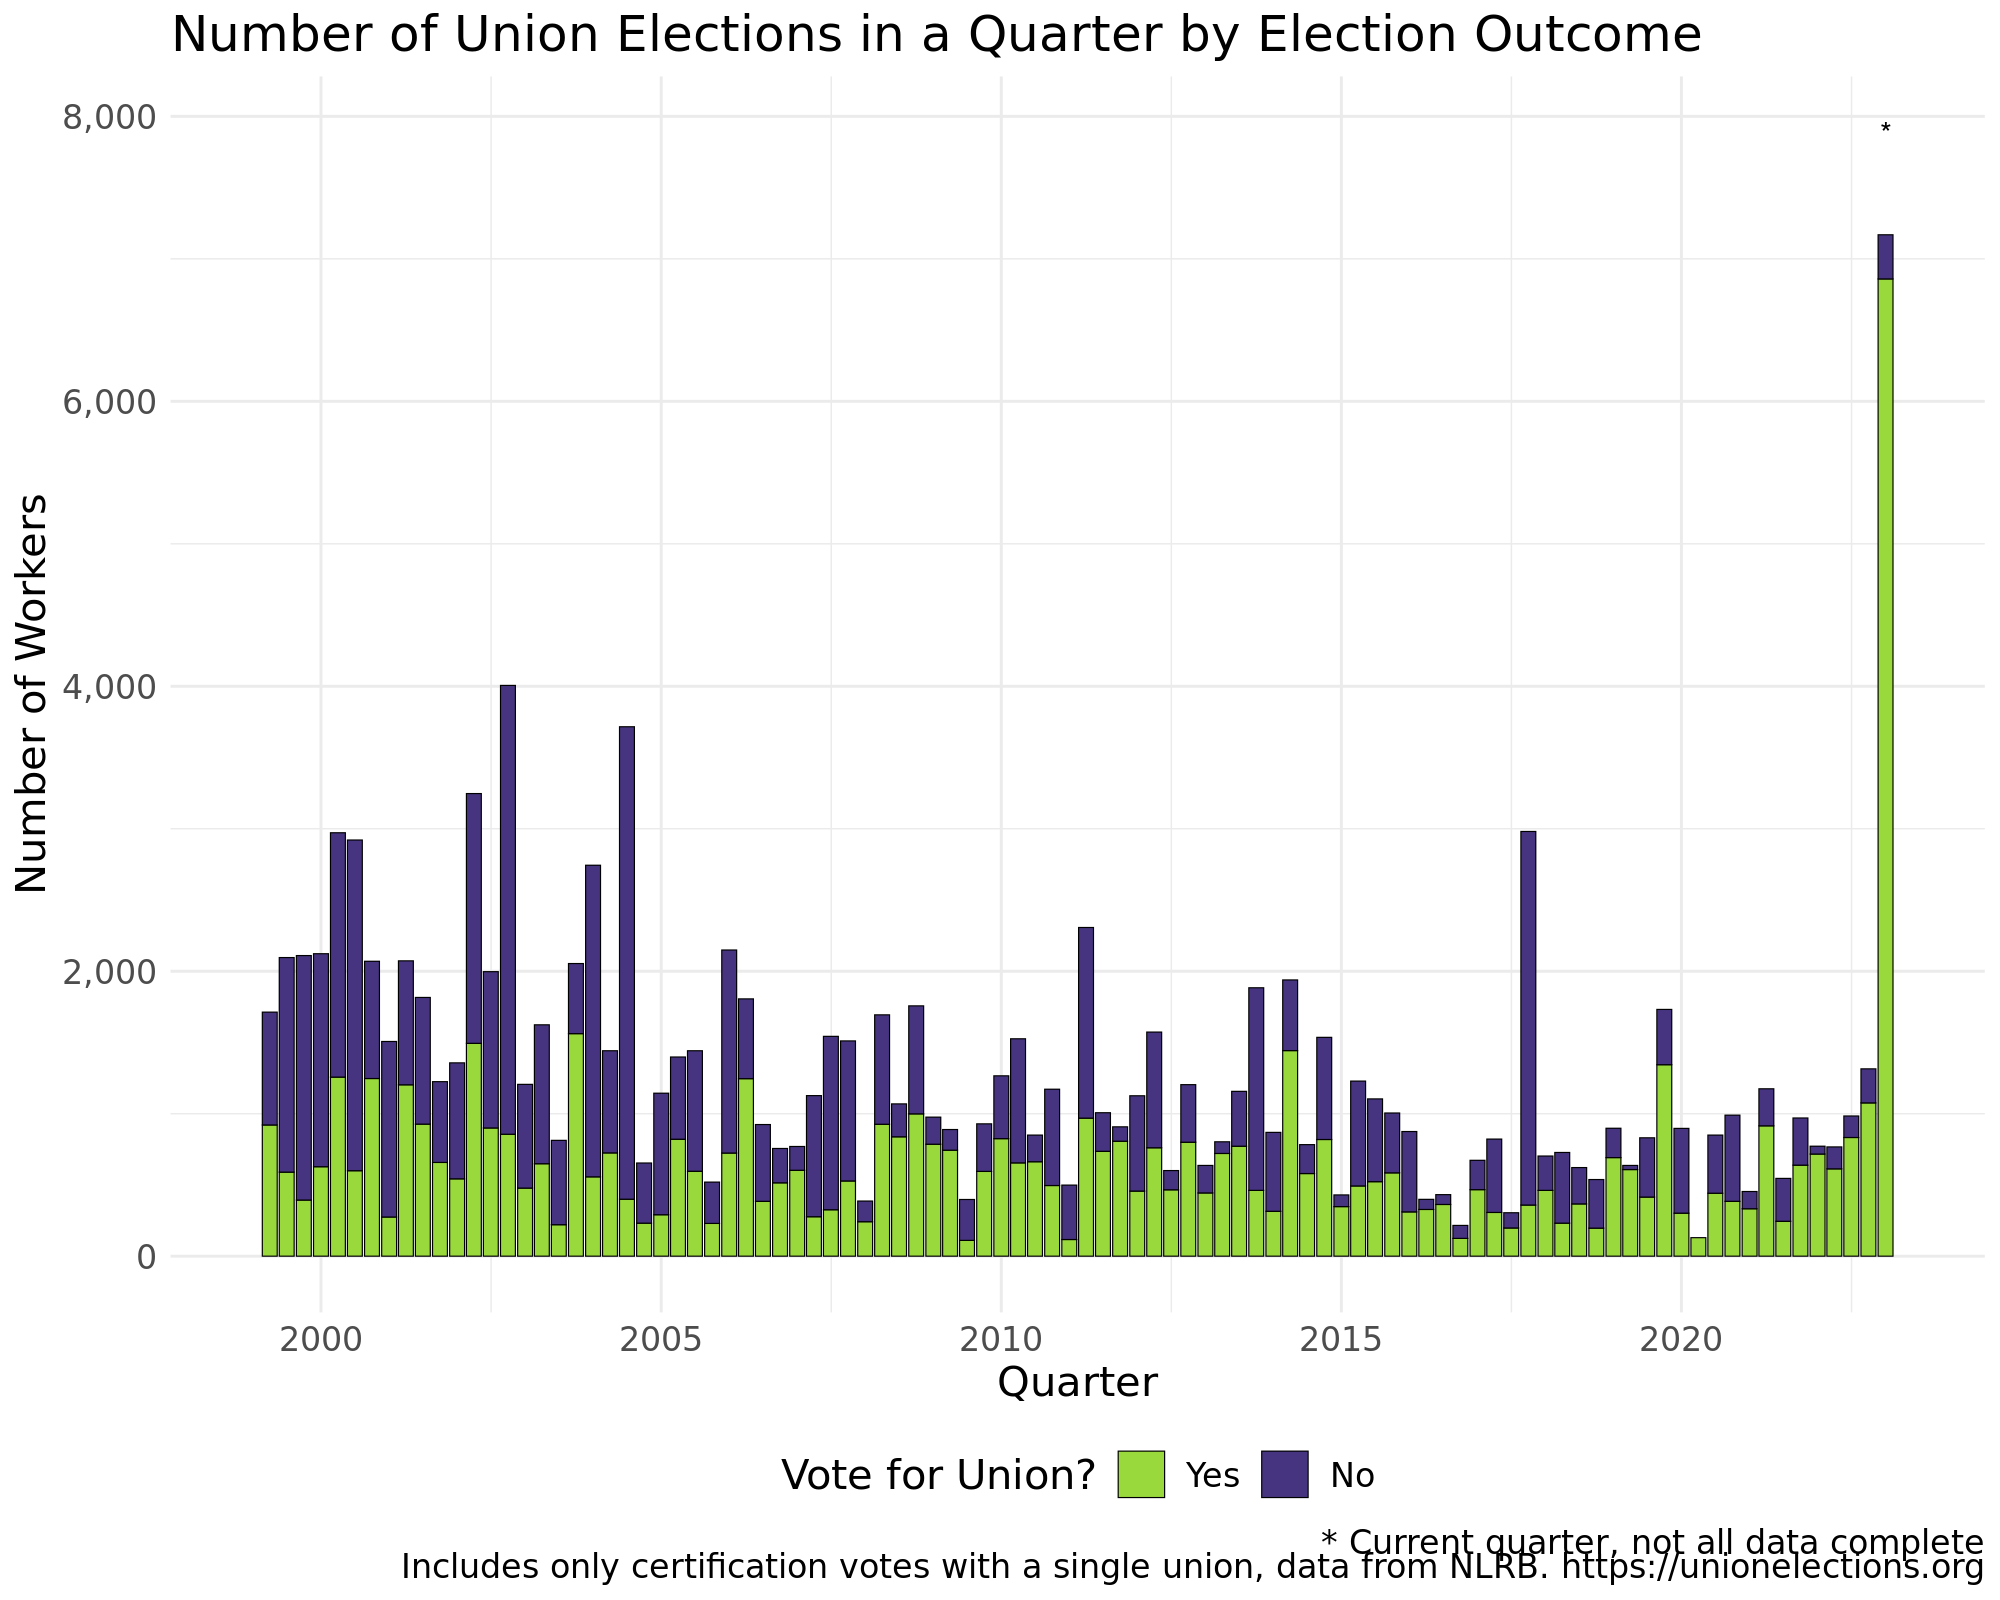 Number of Union Elections in a Quarter by Election Outcome
8,000
*
6,000
4,000
2,000
0
Number of Workers
2000 2005 2010 2015 2020
Quarter
Vote for Union? Yes No
* Current quarter, not all data complete
Includes only certification votes with a single union, data from NLRB. https://unionelections.org